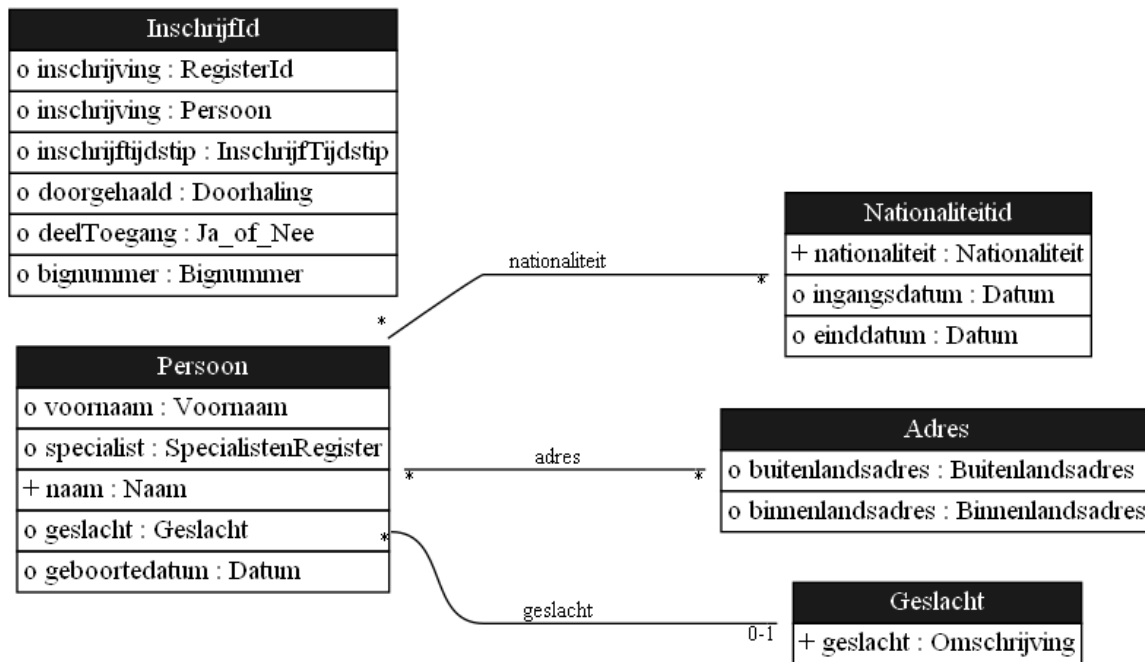 InschrijfId
o inschrijving : RegisterId
o inschrijving : Persoon
o inschrijftijdstip : InschrijfTijdstip
o doorgehaald : Doorhaling
o deelToegang : Ja_of_Nee
o bignummer : Bignummer
nationaliteit
*
*
Nationaliteitid
+ nationaliteit : Nationaliteit
o ingangsdatum : Datum
o einddatum : Datum
Persoon
o voornaam : Voornaam
o specialist : SpecialistenRegister
+ naam : Naam
o geslacht : Geslacht
o geboortedatum : Datum
adres
*
*
Adres
o buitenlandsadres : Buitenlandsadres
o binnenlandsadres : Binnenlandsadres
*
geslacht
0-1
Geslacht
+ geslacht : Omschrijving